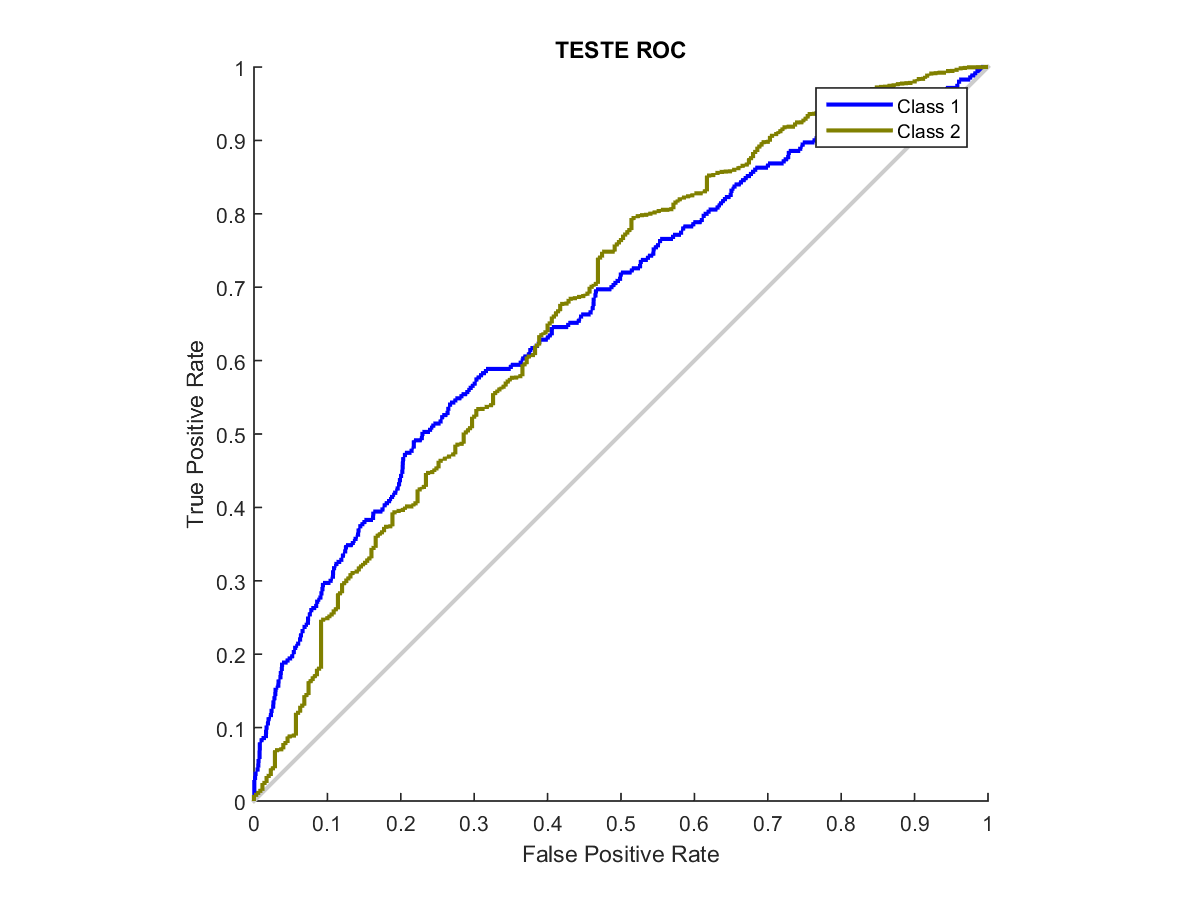 TESTE ROC
1
0.9
0.8
0.7
0.6
0.5
0.4
0.3
0.2
0.1
0
True Positive Rate
Class 1
Class 2
0 0.1 0.2 0.3 0.4 0.5 0.6 0.7 0.8 0.9 1
False Positive Rate